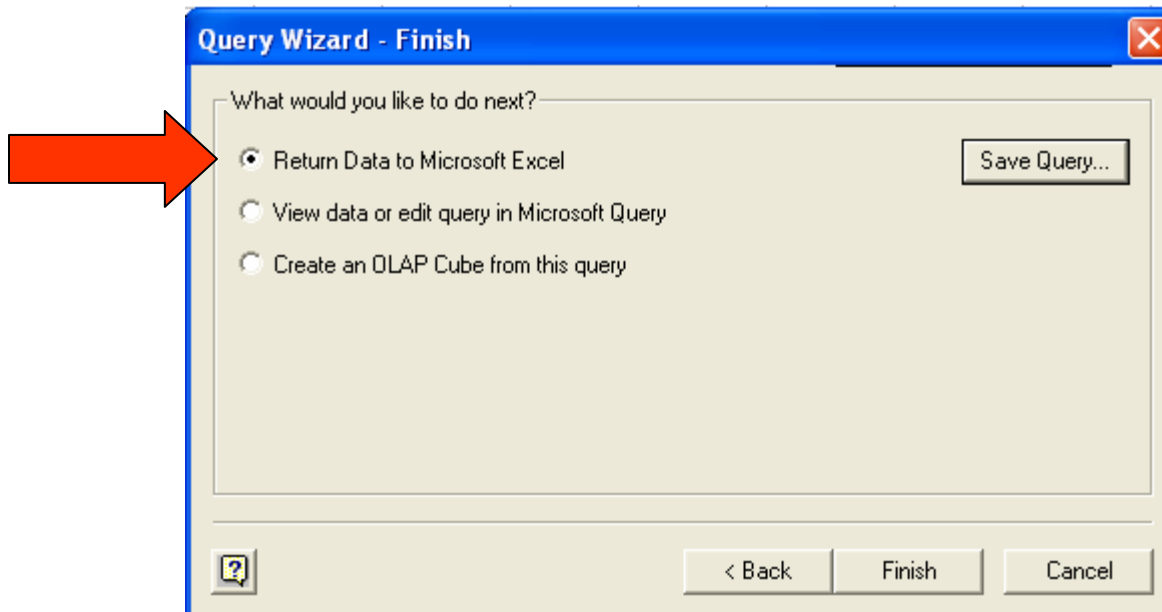 Query Wizard - Finish
What would you like to do next?
Return Data to Microsoft Excel
Save Query...
View data or edit query in Microsoft Query
Create an OLAP Cube from this query
?
< Back
Finish
Cancel